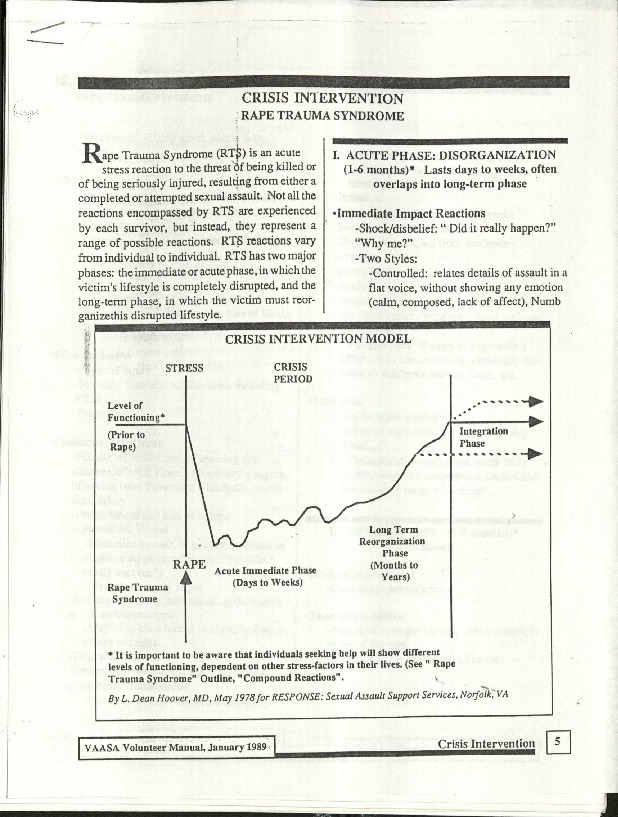 CRISIS INTERVENTION
RAPE TRAUMA SYNDROME
Rape Trauma Syndrome (RTS) is an acute
stress reaction to the threat of being killed or
of being seriously injured, resulting from either a
completed or attempted sexual assault. Not all the
reactions encompassed by RTS are experienced
by each survivor, but instead, they represent a
range of possible reactions. RTS reactions vary
from individual to individual. RTS has two major
phases: the immediate or acute phase, in which the
victim's lifestyle is completely disrupted, and the
long-term phase, in which the victim must reor-
ganizethis disrupted lifestyle.
I. ACUTE PHASE: DISORGANIZATION
(1-6 months)* Lasts days to weeks, often
overlaps into long-term phase
•Immediate Impact Reactions
-Shock/disbelief: “ Did it really happen?”
“Why me?”
-Two Styles:
-Controlled: relates details of assault in a
flat voice, without showing any emotion
(calm, composed, lack of affect), Numb
CRISIS INTERVENTION MODEL
STRESS
CRISIS
PERIOD
Level of
Functioning*
(Prior to
Rape)
Integration
Phase
RAPE
Acute Immediate Phase
(Days to Weeks)
Long Term
Reorganization
Phase
(Months to
Years)
Rape Trauma
Syndrome
* It is important to be aware that individuals seeking help will show different
levels of functioning, dependent on other stress-factors in their lives. (See " Rape
Trauma Syndrome" Outline, "Compound Reactions".
By L. Dean Hoover, MD, May 1978 for RESPONSE: Sexual Assault Support Services, Norfolk, VA
VAASA Volunteer Manual, January 1989
Crisis Intervention
5